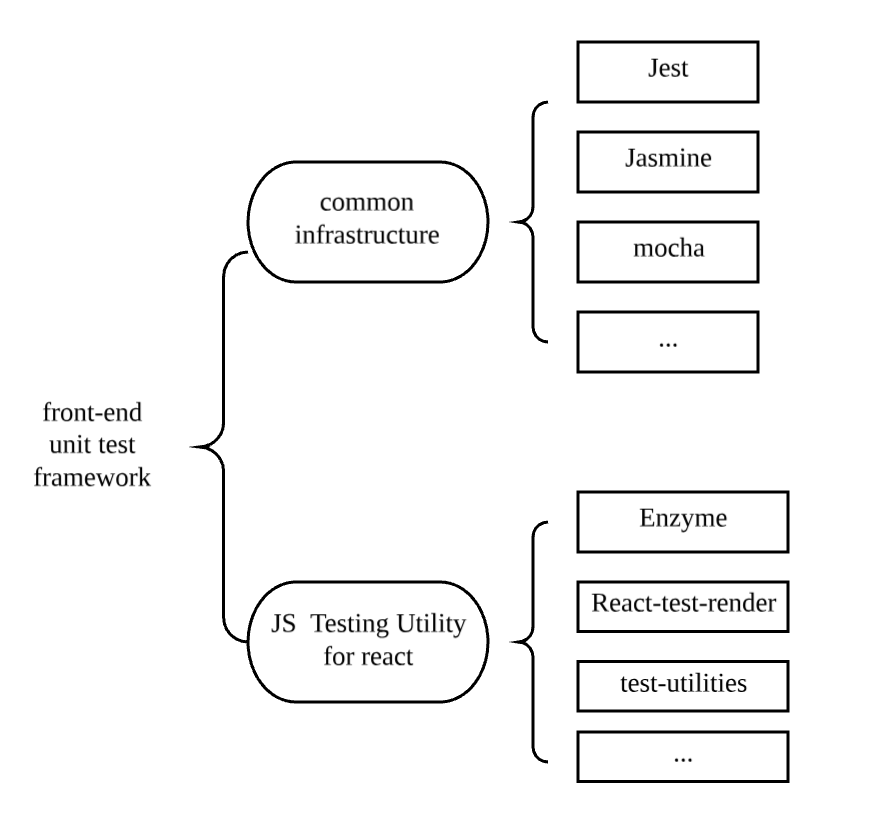 front-end
unit test
framework
common
infrastructure
Jest
Jasmine
mocha
...
JS  Testing Utility
for react
Enzyme
React-test-render
test-utilities
...